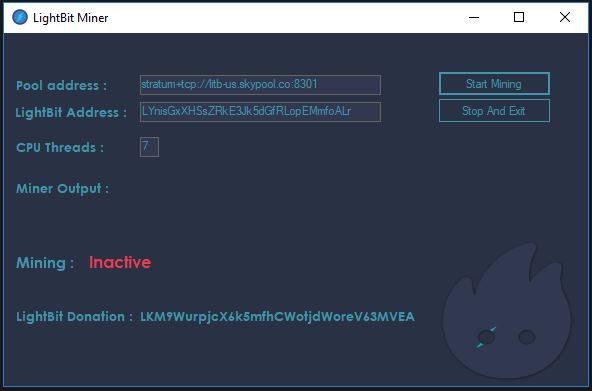 LightBit Miner
Pool address : stratum+tcp://litb-us.skypool.co:8301 Start Mining
LightBit Address : LYnisGxXHSsZRkE3Jk5dGfRLopEMmfoALr Stop And Exit
CPU Threads : 7
Miner Output :
Mining : Inactive
LightBit Donation : LKM9WurpjcX6k5mfhCWotjdWoreV63MVEA